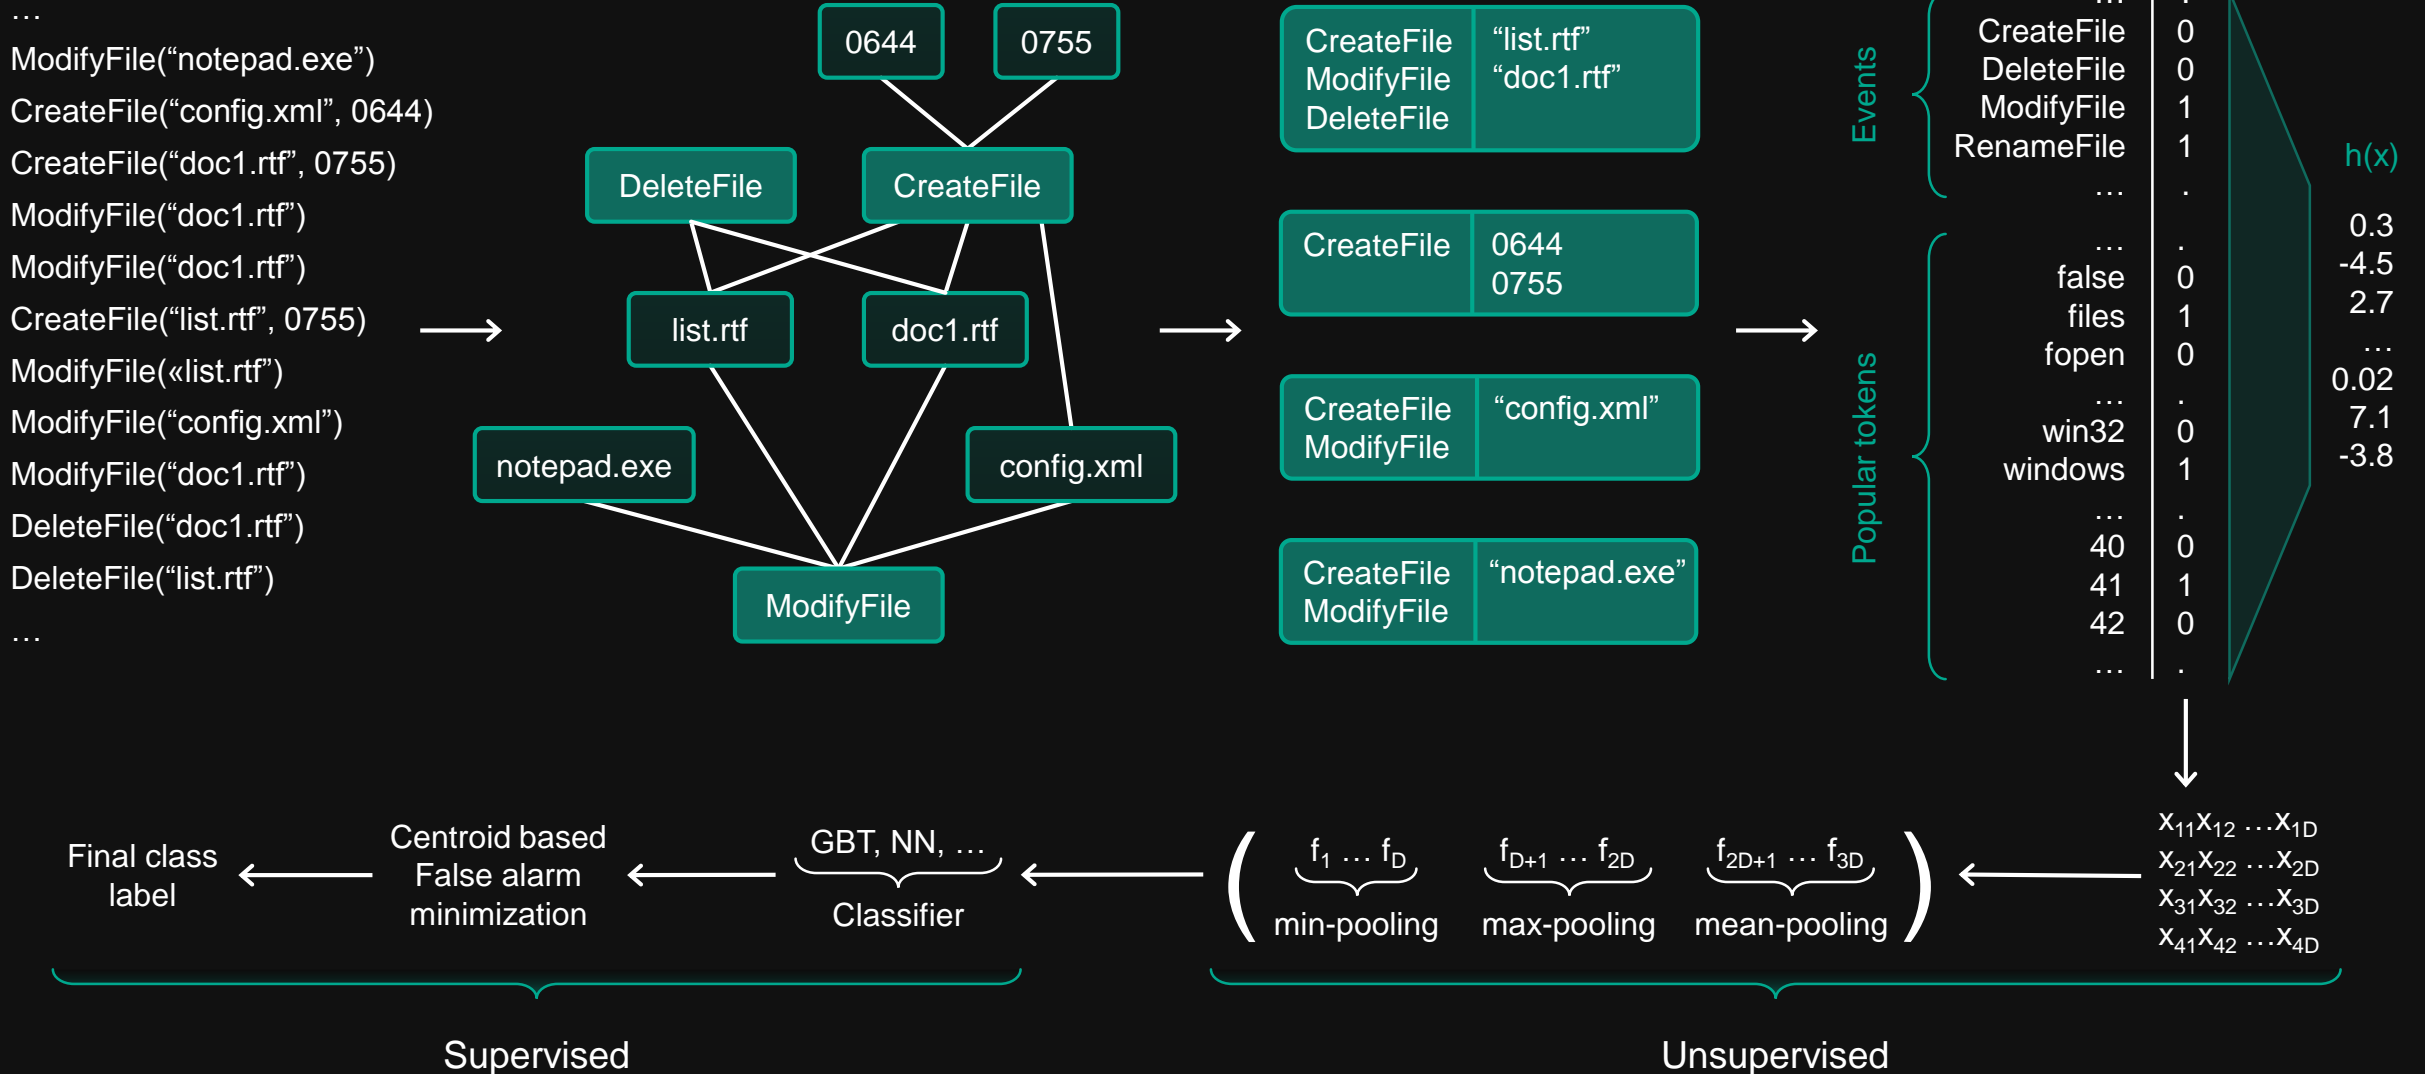 …
ModifyFile(“notepad.exe”)
CreateFile(“config.xml”, 0644)
CreateFile(“doc1.rtf”, 0755)
ModifyFile(“doc1.rtf”)
ModifyFile(“doc1.rtf”)
CreateFile(“list.rtf”, 0755)
ModifyFile(«list.rtf”)
ModifyFile(“config.xml”)
ModifyFile(“doc1.rtf”)
DeleteFile(“doc1.rtf”)
DeleteFile(“list.rtf”)
…
0644
0755
DeleteFile
CreateFile
list.rtf
doc1.rtf
notepad.exe
config.xml
ModifyFile
CreateFile “list.rtf”
ModifyFile “doc1.rtf”
DeleteFile
CreateFile 0644
0755
CreateFile “config.xml”
ModifyFile
CreateFile “notepad.exe”
ModifyFile
Events
… .
CreateFile 0
DeleteFile 0
ModifyFile 1
RenameFile 1
… .
Popular tokens
… .
false 0
files 1
fopen 0
… .
win32 0
windows 1
… .
40 0
41 1
42 0
… .
h(x)
0.3
-4.5
2.7
…
0.02
7.1
-3.8
x11x12 …x1D
x21x22 …x2D
x31x32 …x3D
x41x42 …x4D
( f1 … fD fD+1 … f2D f2D+1 … f3D )
min-pooling max-pooling mean-pooling
GBT, NN, …
Classifier
Centroid based
False alarm
minimization
Final class
label
Supervised
Unsupervised